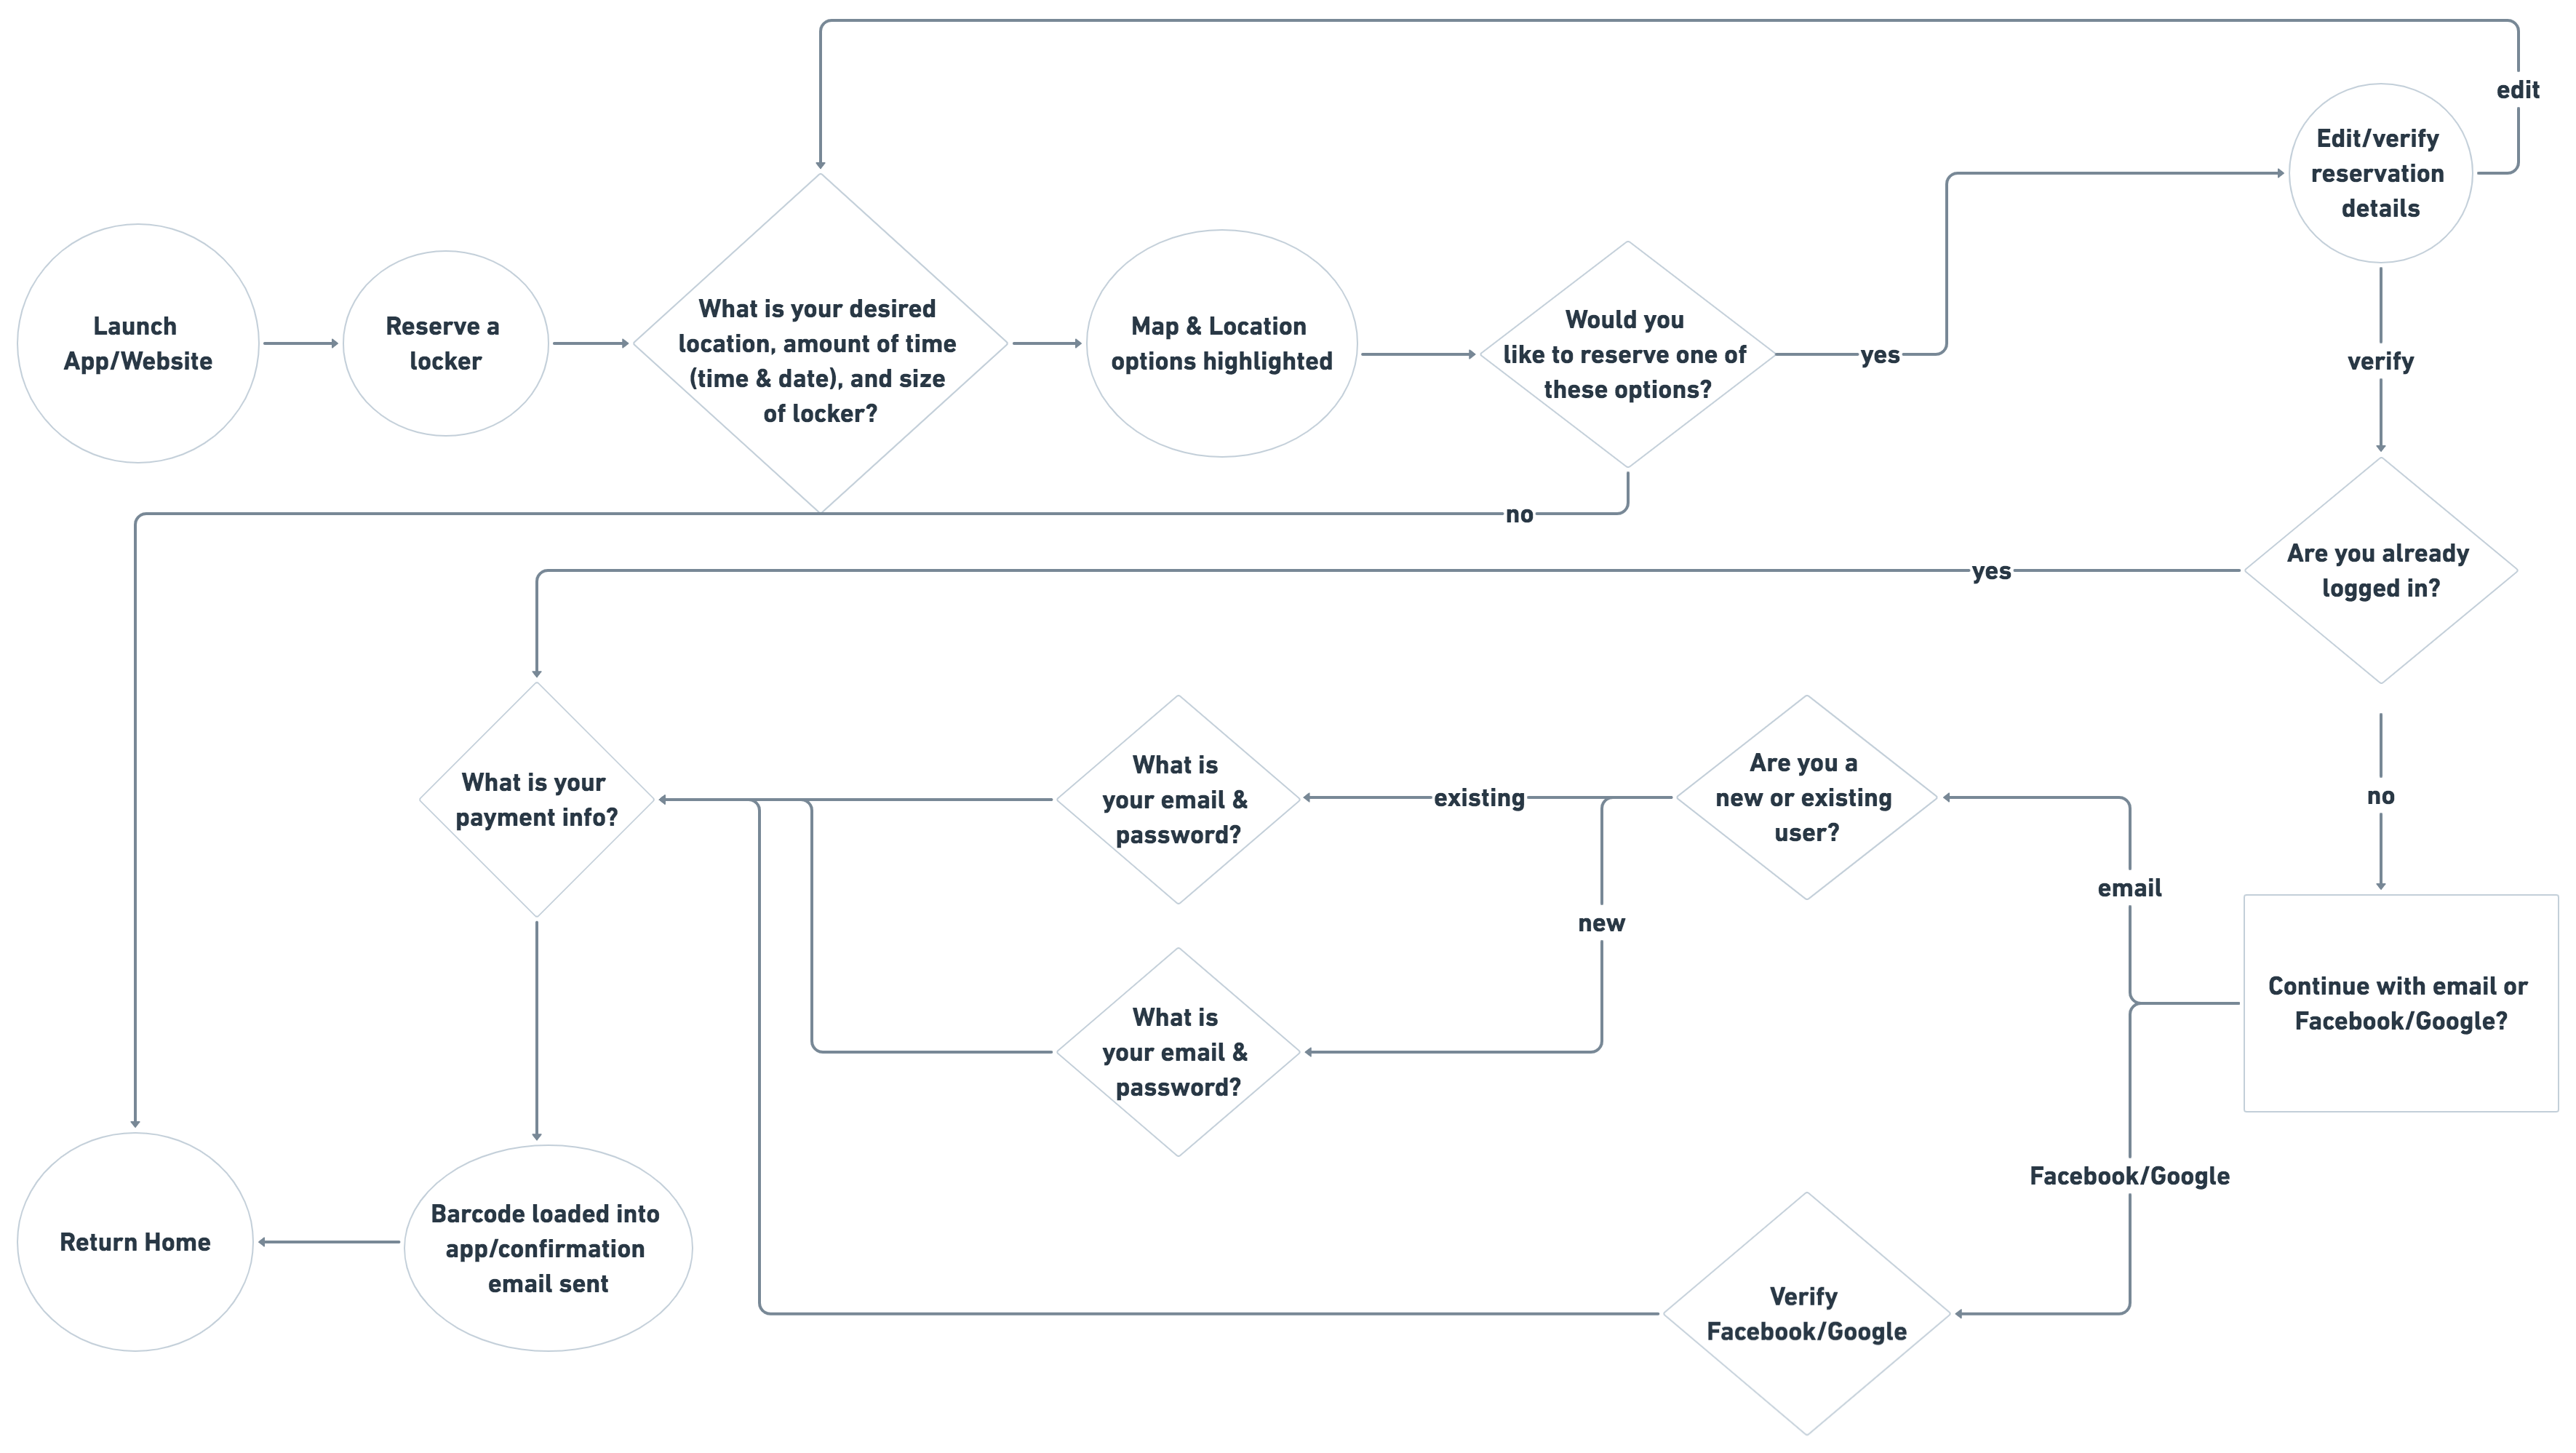 edit
Edit/verify
reservation
details
Launch
App/Website
Reserve a
locker
What is your desired
location, amount of time
(time & date), and size
of locker?
Map & Location
options highlighted
Would you
like to reserve one of
these options?
yes
verify
no
yes
Are you already
logged in?
What is your
payment info?
What is
your email &
password?
existing
Are you a
new or existing
user?
no
email
new
Continue with email or
Facebook/Google?
What is
your email &
password?
Facebook/Google
Return Home
Barcode loaded into
app/confirmation
email sent
Verify
Facebook/Google